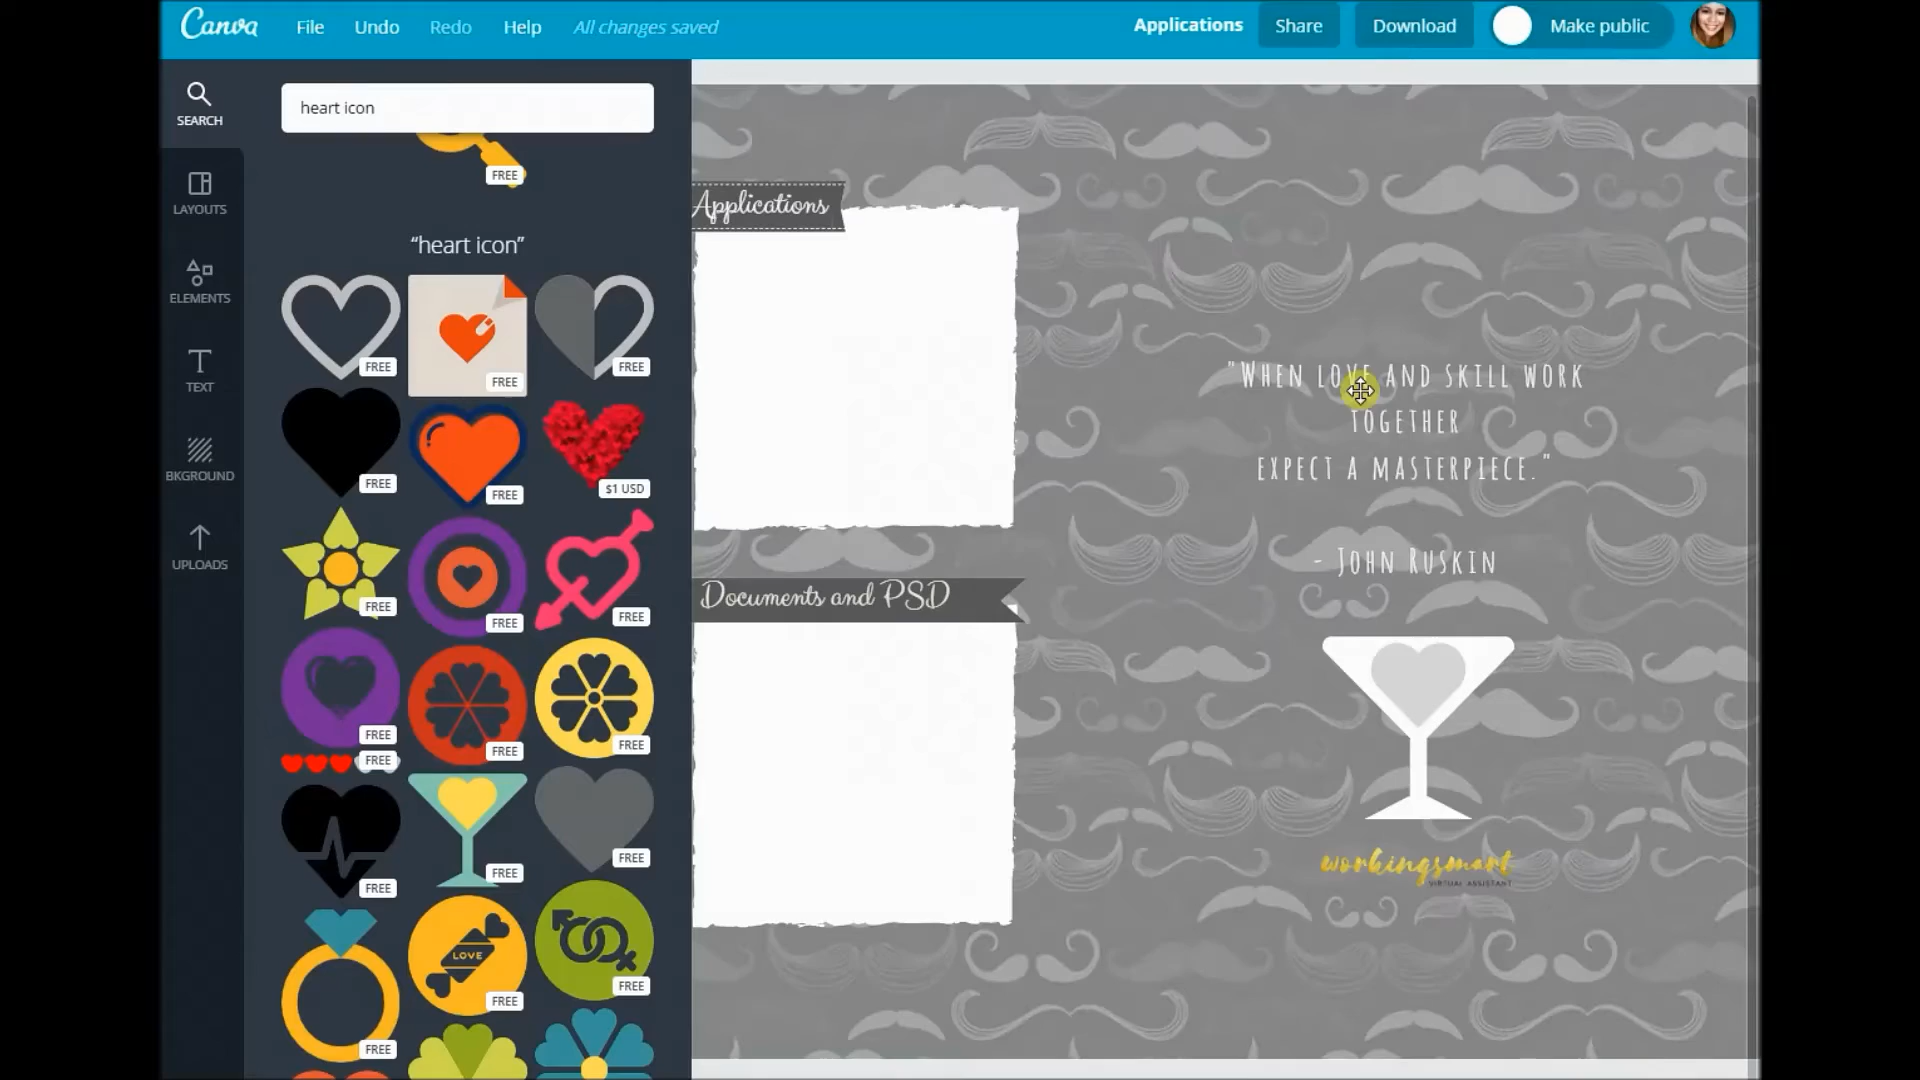 Canva File Undo Redo Help All changes saved Applications Share Download Make public
SEARCH
LAYOUTS
ELEMENTS
TEXT
BKGROUND
UPLOADS
heart icon
FREE
“heart icon”
FREE FREE FREE
FREE FREE $1 USD
FREE FREE FREE
FREE FREE FREE
FREE
FREE FREE FREE
LOVE
FREE FREE FREE
Applications
Documents and PSD
"When love and skill work
together
expect a masterpiece."
- John Ruskin
workingsmart
VIRTUAL ASSISTANT